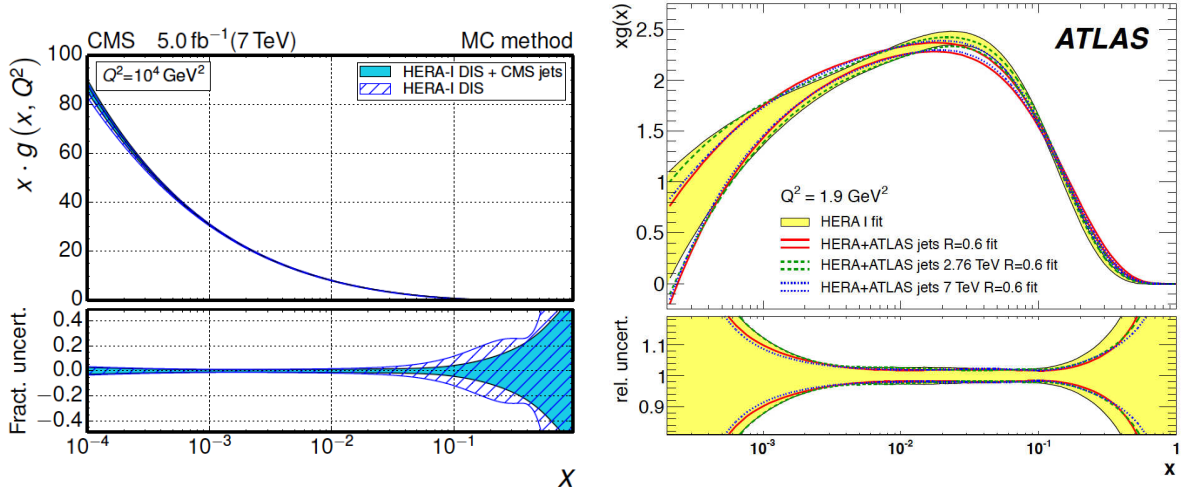 CMS 5.0 fb⁻¹(7 TeV) MC method
Q²=10⁴ GeV²
HERA-I DIS + CMS jets
HERA-I DIS
x · g (x, Q²)
100
80
60
40
20
0
Fract. uncert.
0.4
0.2
0.0
−0.2
−0.4
10⁻⁴ 10⁻³ 10⁻² 10⁻¹
x
ATLAS
xg(x)
2.5
2
1.5
1
0.5
0
Q² = 1.9 GeV²
HERA I fit
HERA+ATLAS jets R=0.6 fit
HERA+ATLAS jets 2.76 TeV R=0.6 fit
HERA+ATLAS jets 7 TeV R=0.6 fit
rel. uncert.
1.1
1
0.9
10⁻³ 10⁻² 10⁻¹ 1
x